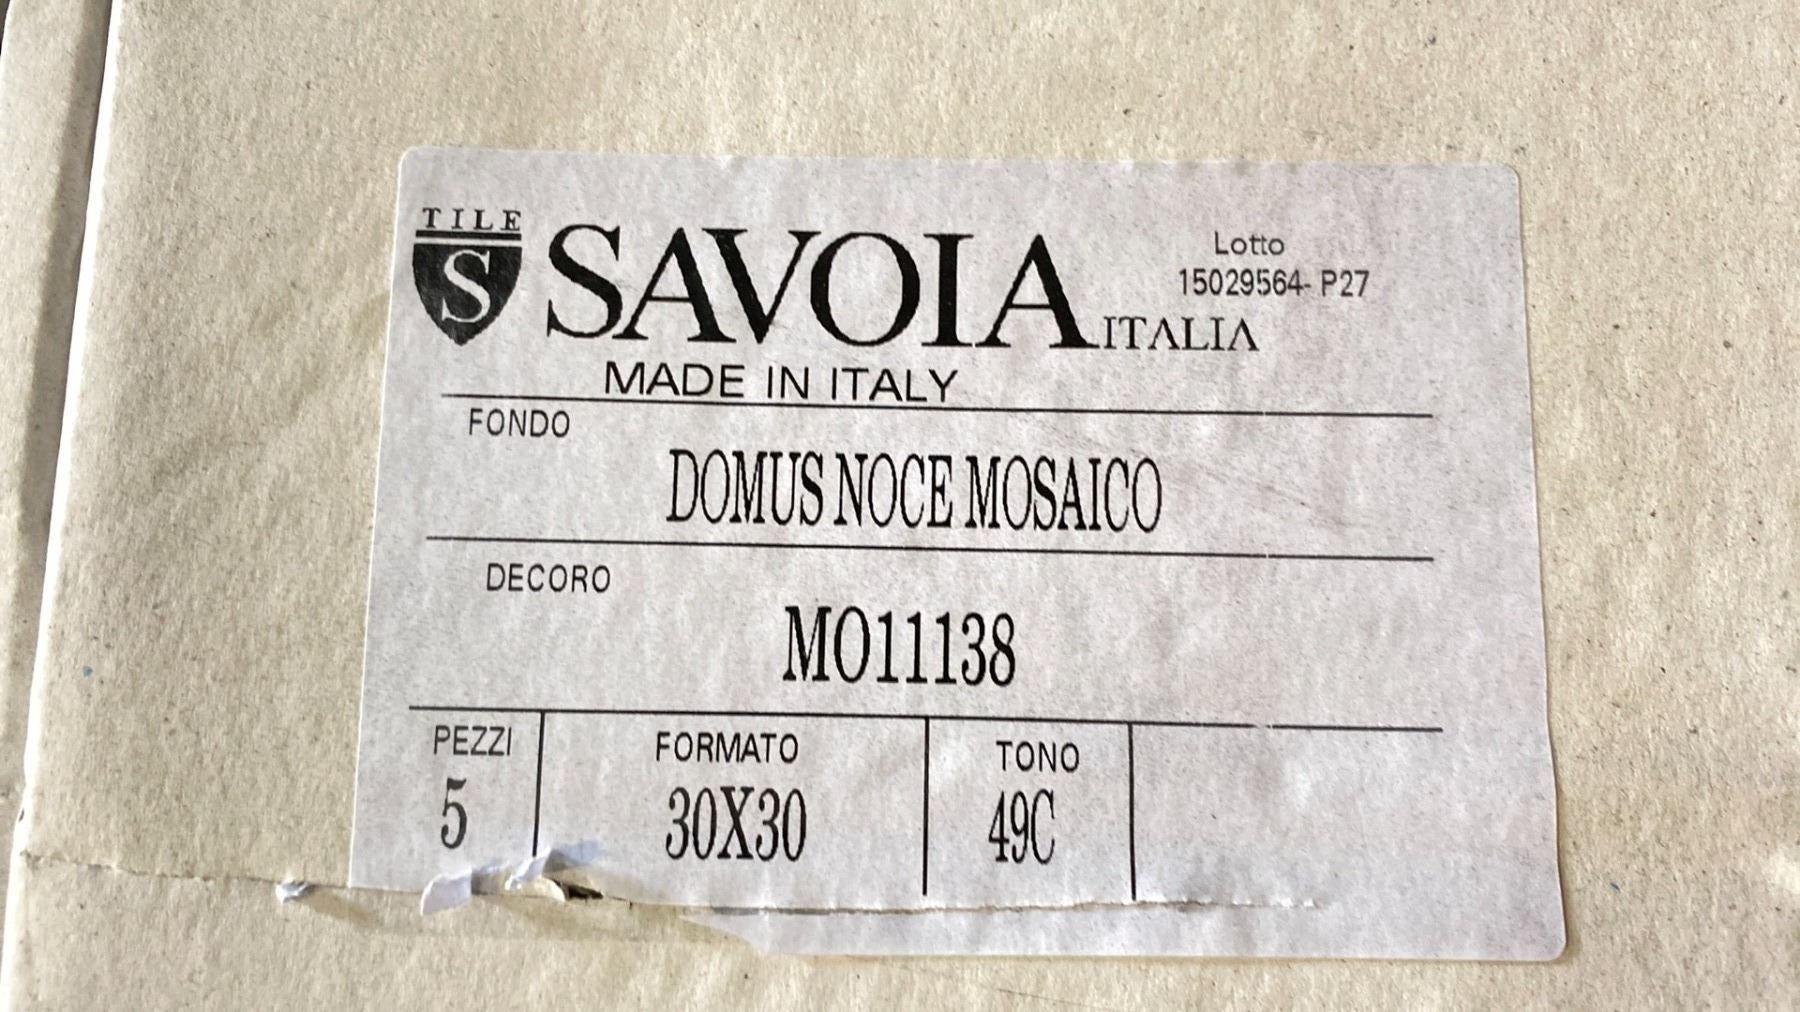 TILE
S
SAVOIA ITALIA
Lotto
15029564- P27
MADE IN ITALY
FONDO
DOMUS NOCE MOSAICO
DECORO
MO11138
PEZZI FORMATO TONO
5 30X30 49C